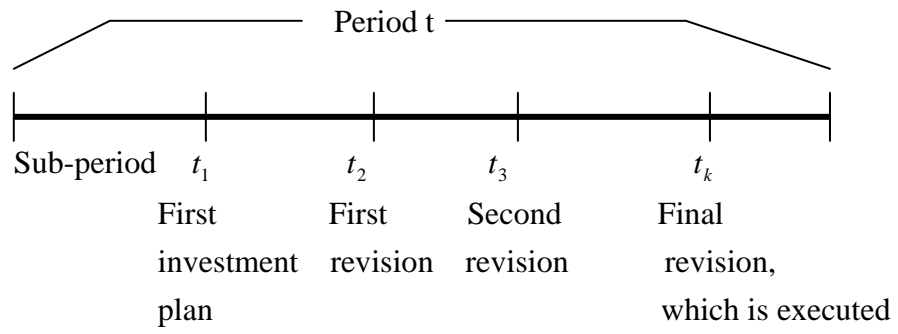 Period t
Sub-period t₁ t₂ t₃ tₖ
First First Second Final
investment revision revision revision,
plan which is executed